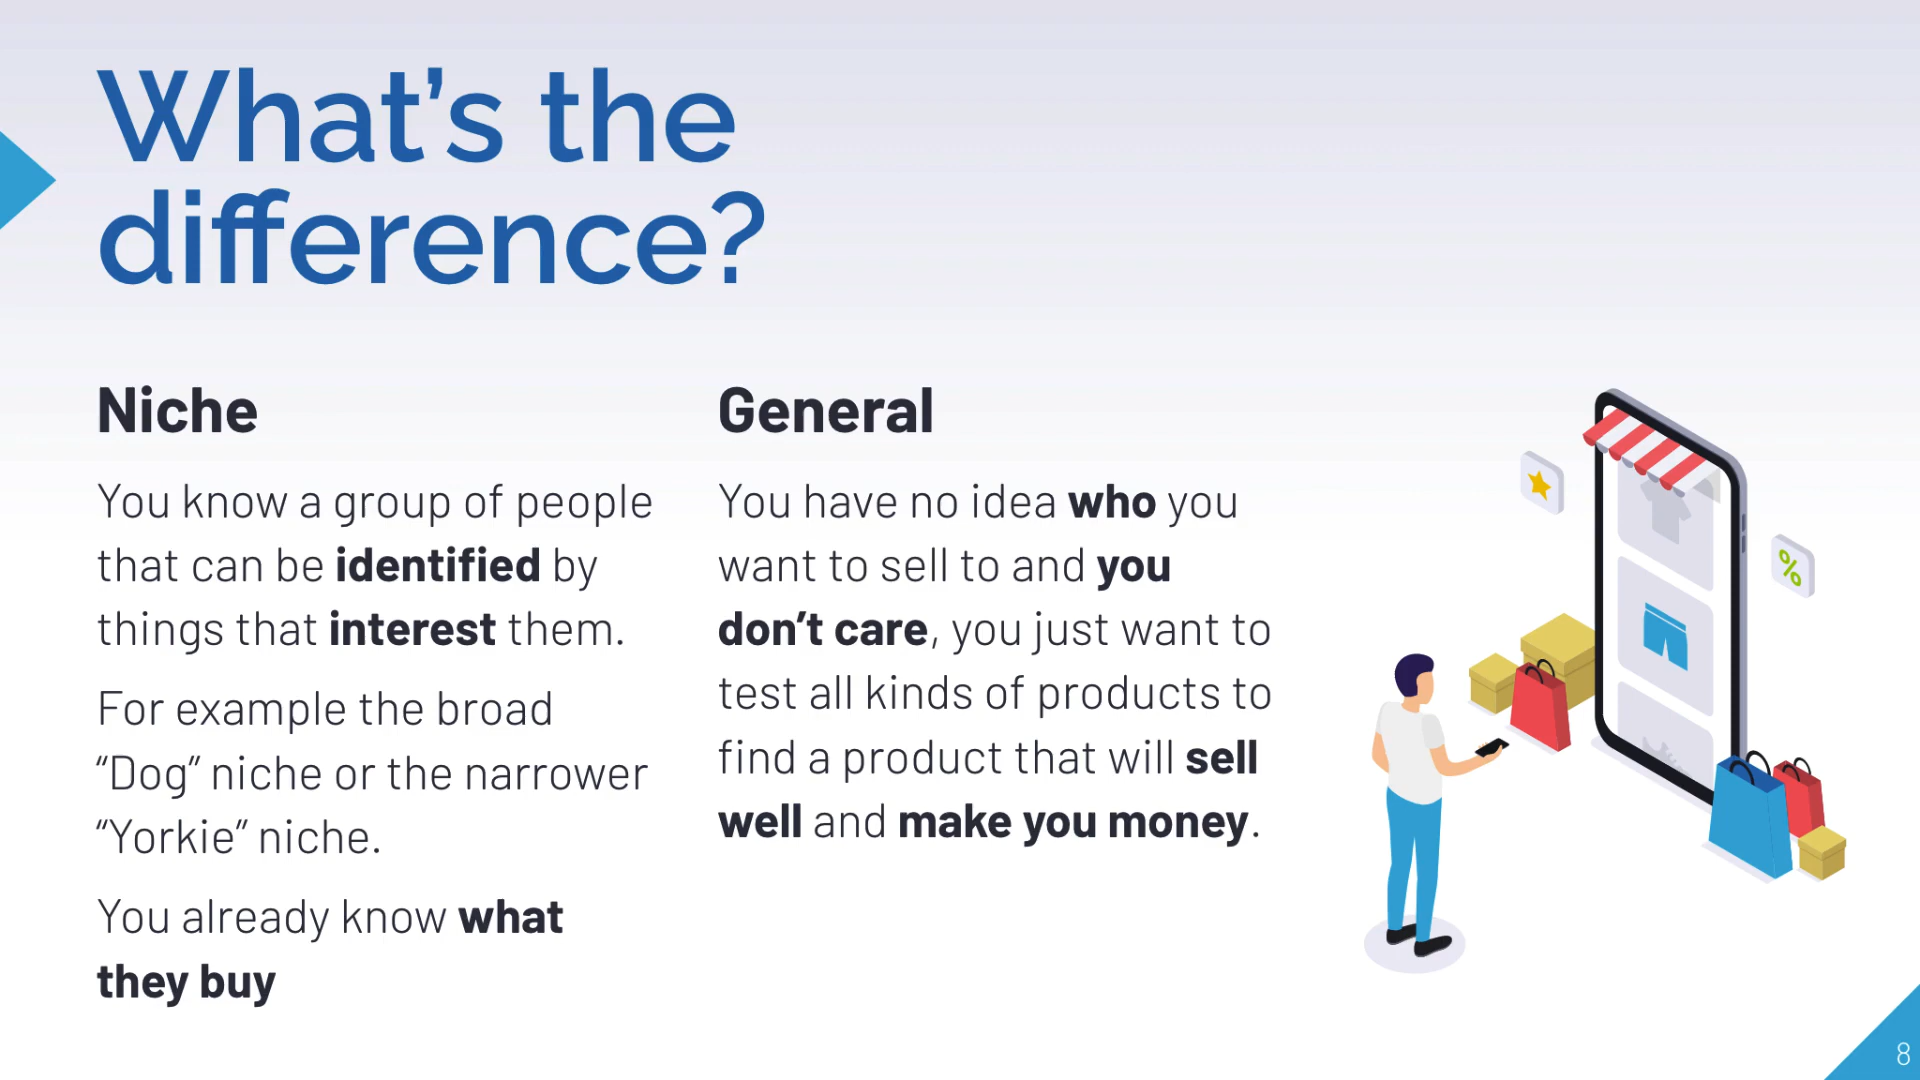 What’s the
difference?
Niche
You know a group of people
that can be identified by
things that interest them.
For example the broad
“Dog” niche or the narrower
“Yorkie” niche.
You already know what
they buy
General
You have no idea who you
want to sell to and you
don’t care, you just want to
test all kinds of products to
find a product that will sell
well and make you money.
%
8